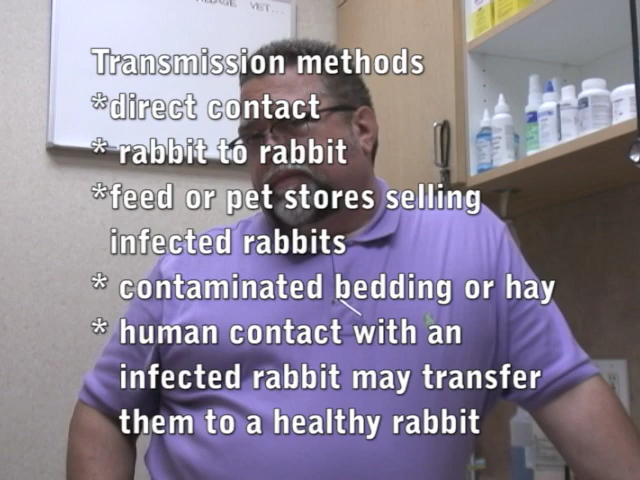 VET...
Transmission methods
*direct contact
* rabbit to rabbit
*feed or pet stores selling
infected rabbits
* contaminated bedding or hay
* human contact with an
infected rabbit may transfer
them to a healthy rabbit